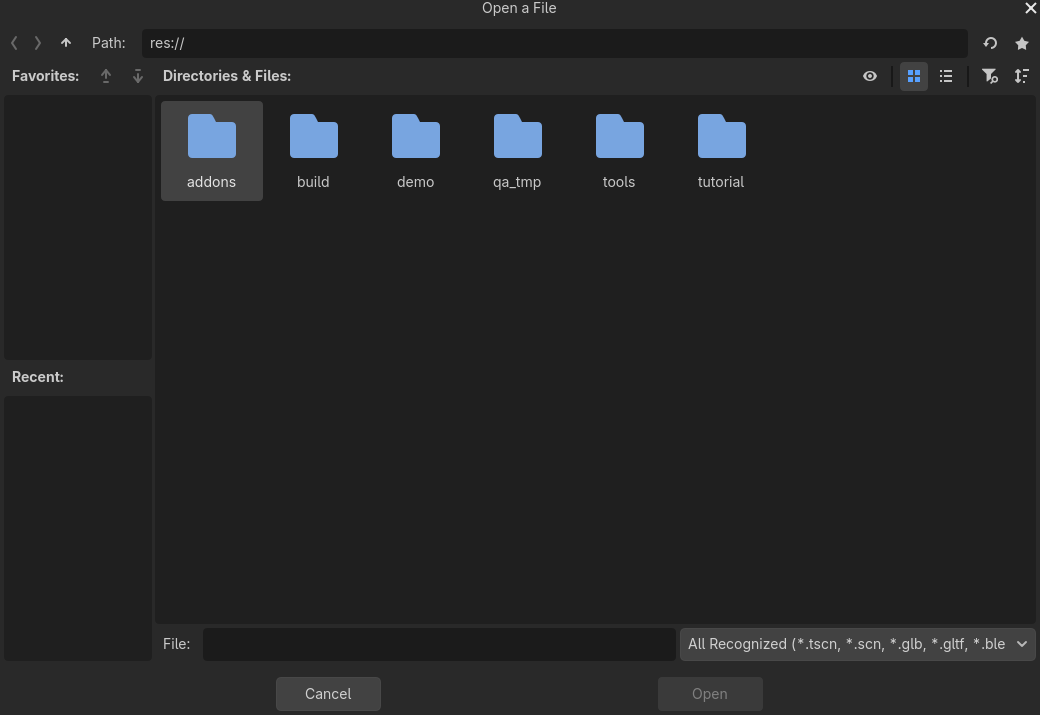 Open a File
Path: res://
Favorites:
Directories & Files:
addons
build
demo
qa_tmp
tools
tutorial
Recent:
File:
All Recognized (*.tscn, *.scn, *.glb, *.gltf, *.ble
Cancel
Open